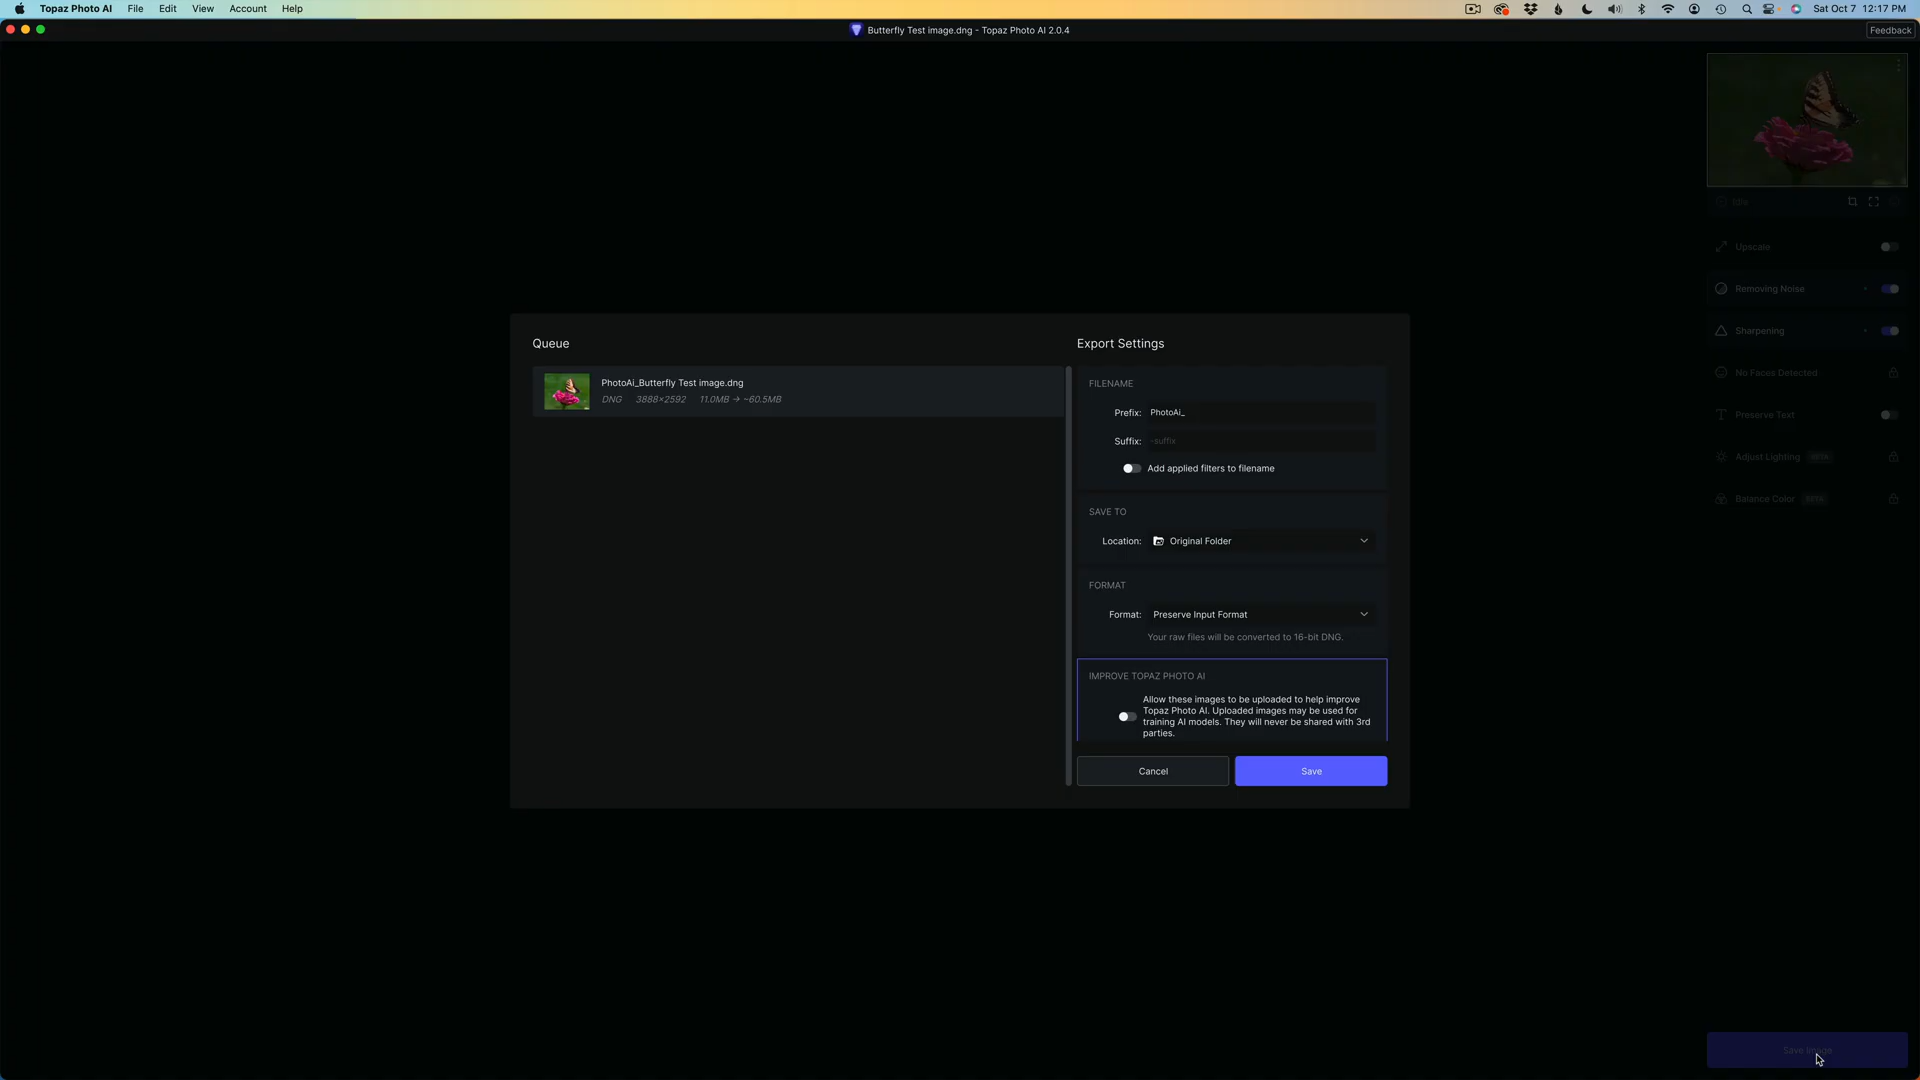 Topaz Photo AI File Edit View Account Help Sat Oct 7 12:17 PM
Butterfly Test image.dng - Topaz Photo AI 2.0.4
Feedback
Idle
Upscale
Removing Noise
Sharpening
No Faces Detected
Preserve Text
Adjust Lighting BETA
Balance Color BETA
Queue
PhotoAi_Butterfly Test image.dng
DNG 3888×2592 11.0MB → ~60.5MB
Export Settings
FILENAME
Prefix: PhotoAi_
Suffix: -suffix
Add applied filters to filename
SAVE TO
Location: Original Folder
FORMAT
Format: Preserve Input Format
Your raw files will be converted to 16-bit DNG.
IMPROVE TOPAZ PHOTO AI
Allow these images to be uploaded to help improve
Topaz Photo AI. Uploaded images may be used for
training AI models. They will never be shared with 3rd
parties.
Cancel
Save
Save Image